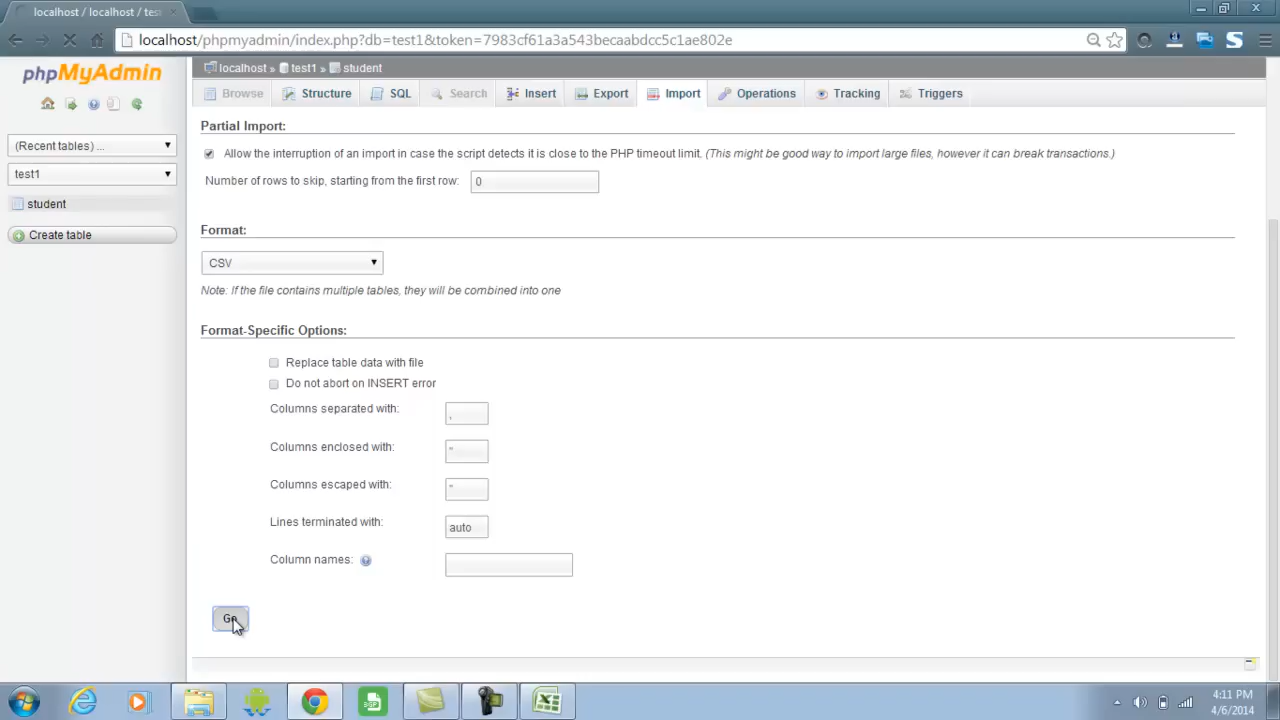 localhost / localhost / tes
localhost/phpmyadmin/index.php?db=test1&token=7983cf61a3a543becaabdcc5c1ae802e
phpMyAdmin
localhost » test1 » student
Browse Structure SQL Search Insert Export Import Operations Tracking Triggers
(Recent tables) ...
test1
student
Create table
Partial Import:
Allow the interruption of an import in case the script detects it is close to the PHP timeout limit. (This might be good way to import large files, however it can break transactions.)
Number of rows to skip, starting from the first row: 0
Format:
CSV
Note: If the file contains multiple tables, they will be combined into one
Format-Specific Options:
Replace table data with file
Do not abort on INSERT error
Columns separated with: ,
Columns enclosed with: "
Columns escaped with: "
Lines terminated with: auto
Column names:
Go
4:11 PM
4/6/2014